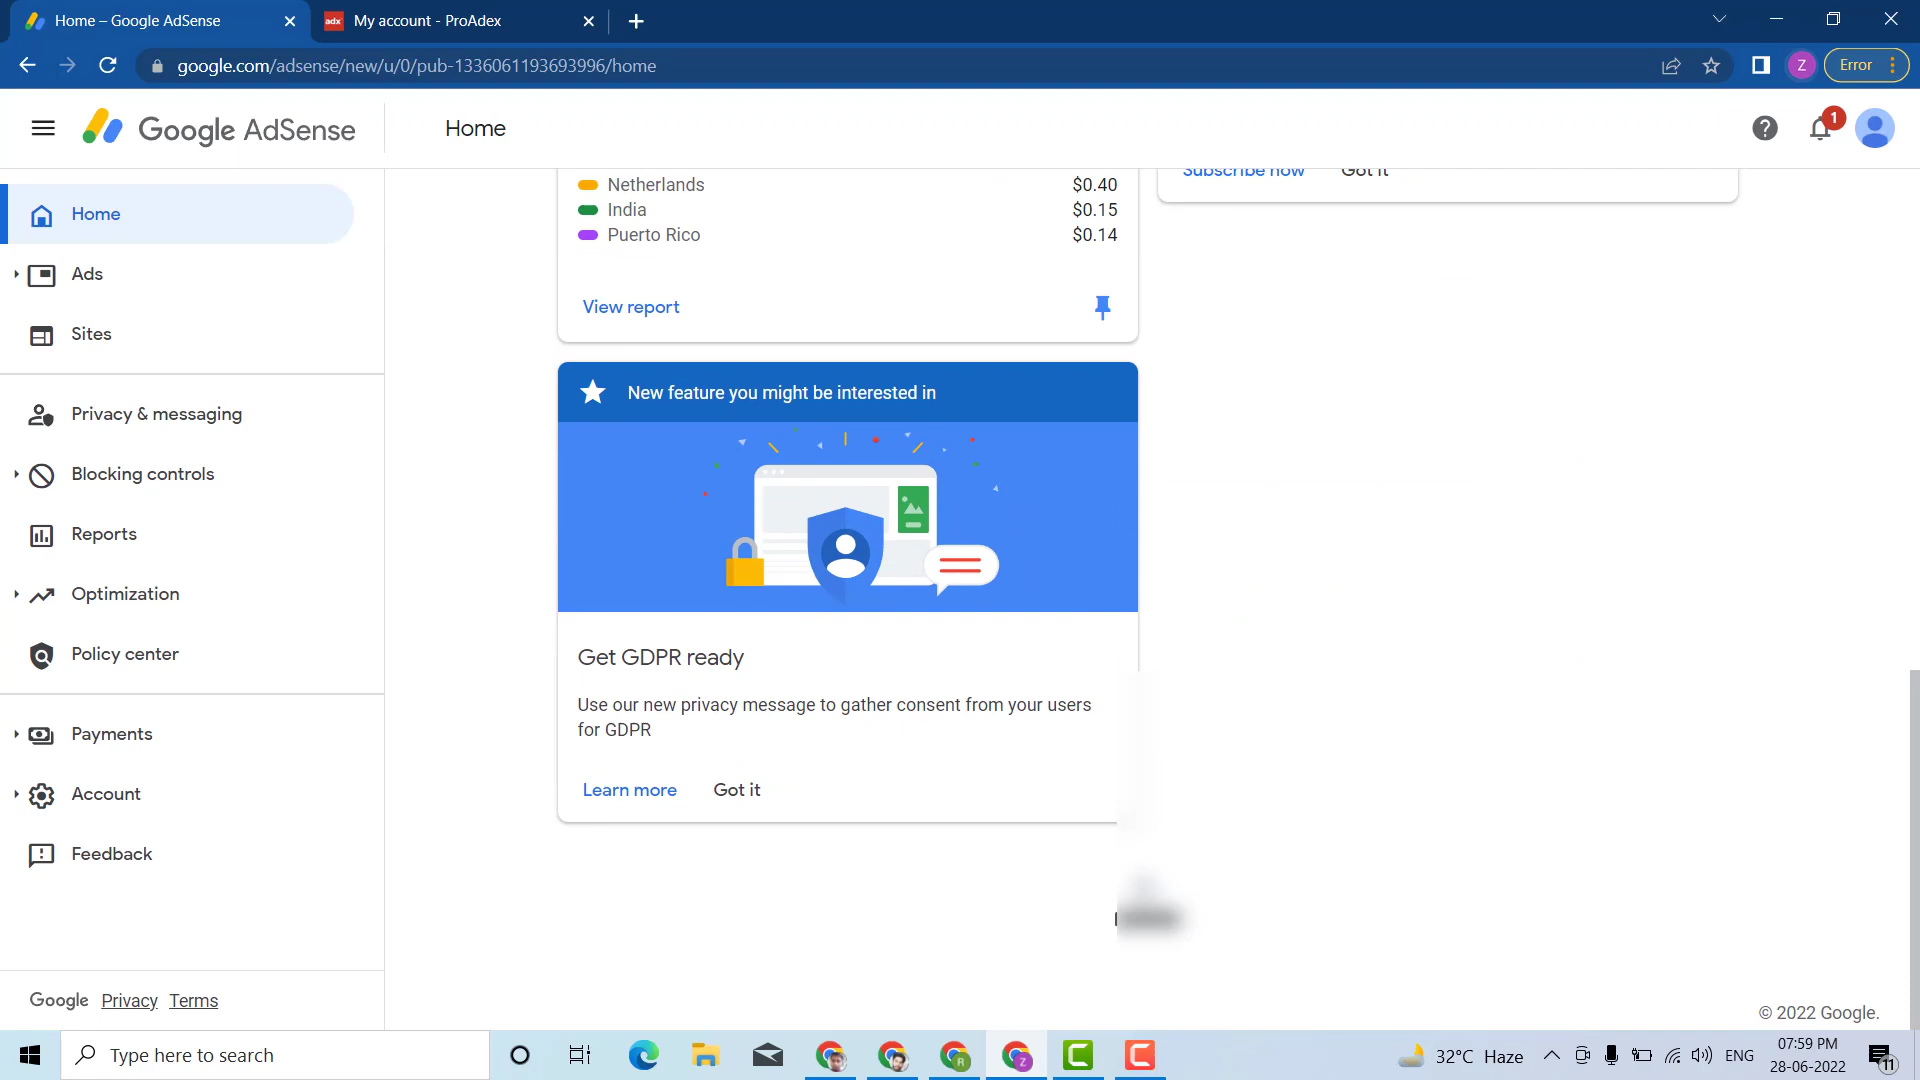 Home – Google AdSense
My account - ProAdex
google.com/adsense/new/u/0/pub-1336061193693996/home
Z
Error
Google AdSense
Home
1
Home
Ads
Sites
Privacy & messaging
Blocking controls
Reports
Optimization
Policy center
Payments
Account
Feedback
Google Privacy Terms
Netherlands $0.40
India $0.15
Puerto Rico $0.14
View report
Subscribe now Got it
New feature you might be interested in
Get GDPR ready
Use our new privacy message to gather consent from your users
for GDPR
Learn more Got it
© 2022 Google.
Type here to search
32°C Haze
ENG
07:59 PM
28-06-2022
11